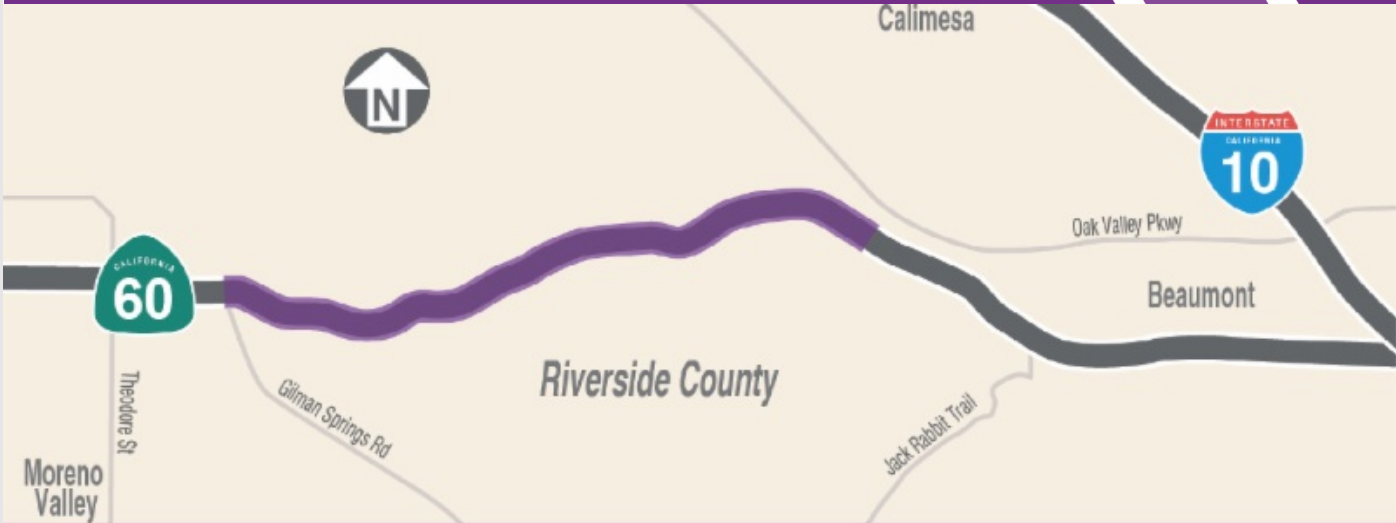 Calimesa
N
INTERSTATE
CALIFORNIA
10
Oak Valley Pkwy
CALIFORNIA
60
Beaumont
Riverside County
Theodore St
Gilman Springs Rd
Jack Rabbit Trail
Moreno
Valley